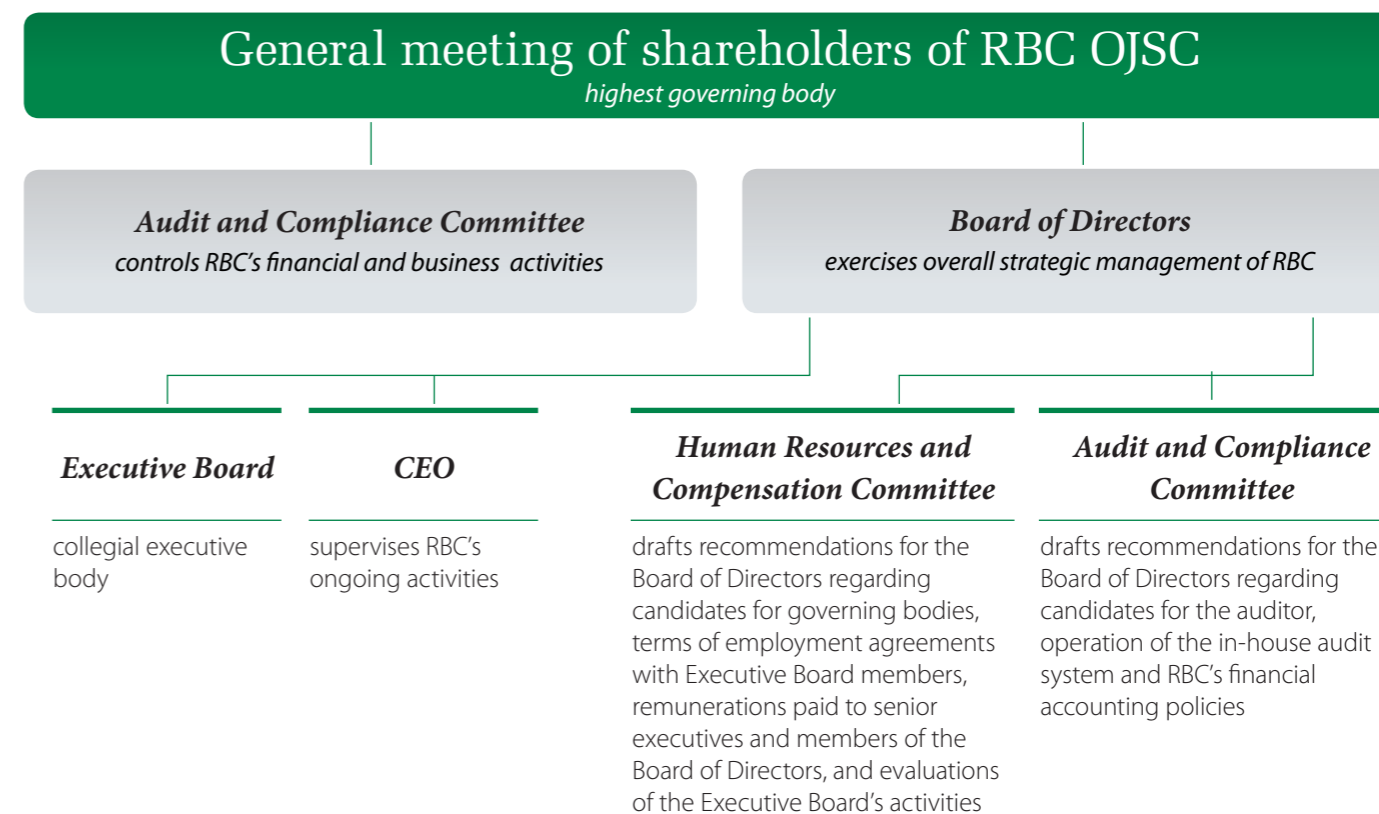 General meeting of shareholders of RBC OJSC
highest governing body
Audit and Compliance Committee
controls RBC's financial and business activities
Board of Directors
exercises overall strategic management of RBC
Executive Board
collegial executive
body
CEO
supervises RBC's
ongoing activities
Human Resources and
Compensation Committee
drafts recommendations for the
Board of Directors regarding
candidates for governing bodies,
terms of employment agreements
with Executive Board members,
remunerations paid to senior
executives and members of the
Board of Directors, and evaluations
of the Executive Board's activities
Audit and Compliance
Committee
drafts recommendations for the
Board of Directors regarding
candidates for the auditor,
operation of the in-house audit
system and RBC's financial
accounting policies